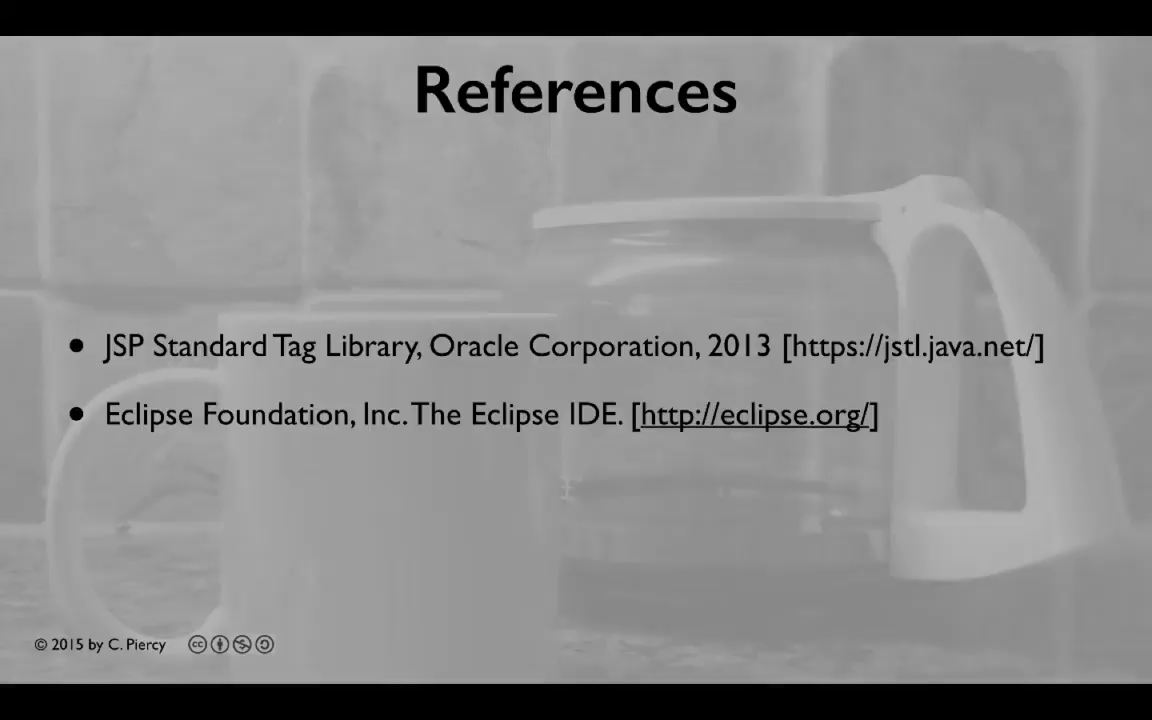 References
• JSP Standard Tag Library, Oracle Corporation, 2013 [https://jstl.java.net/]
• Eclipse Foundation, Inc. The Eclipse IDE. [http://eclipse.org/]
© 2015 by C. Piercy